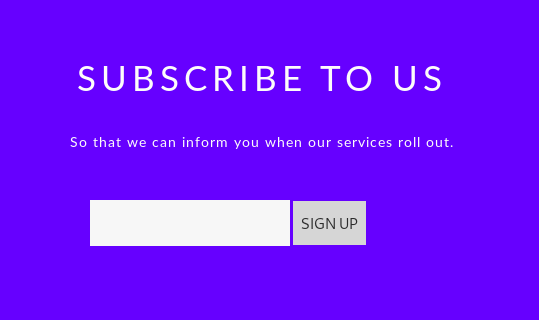 SUBSCRIBE TO US
So that we can inform you when our services roll out.
SIGN UP